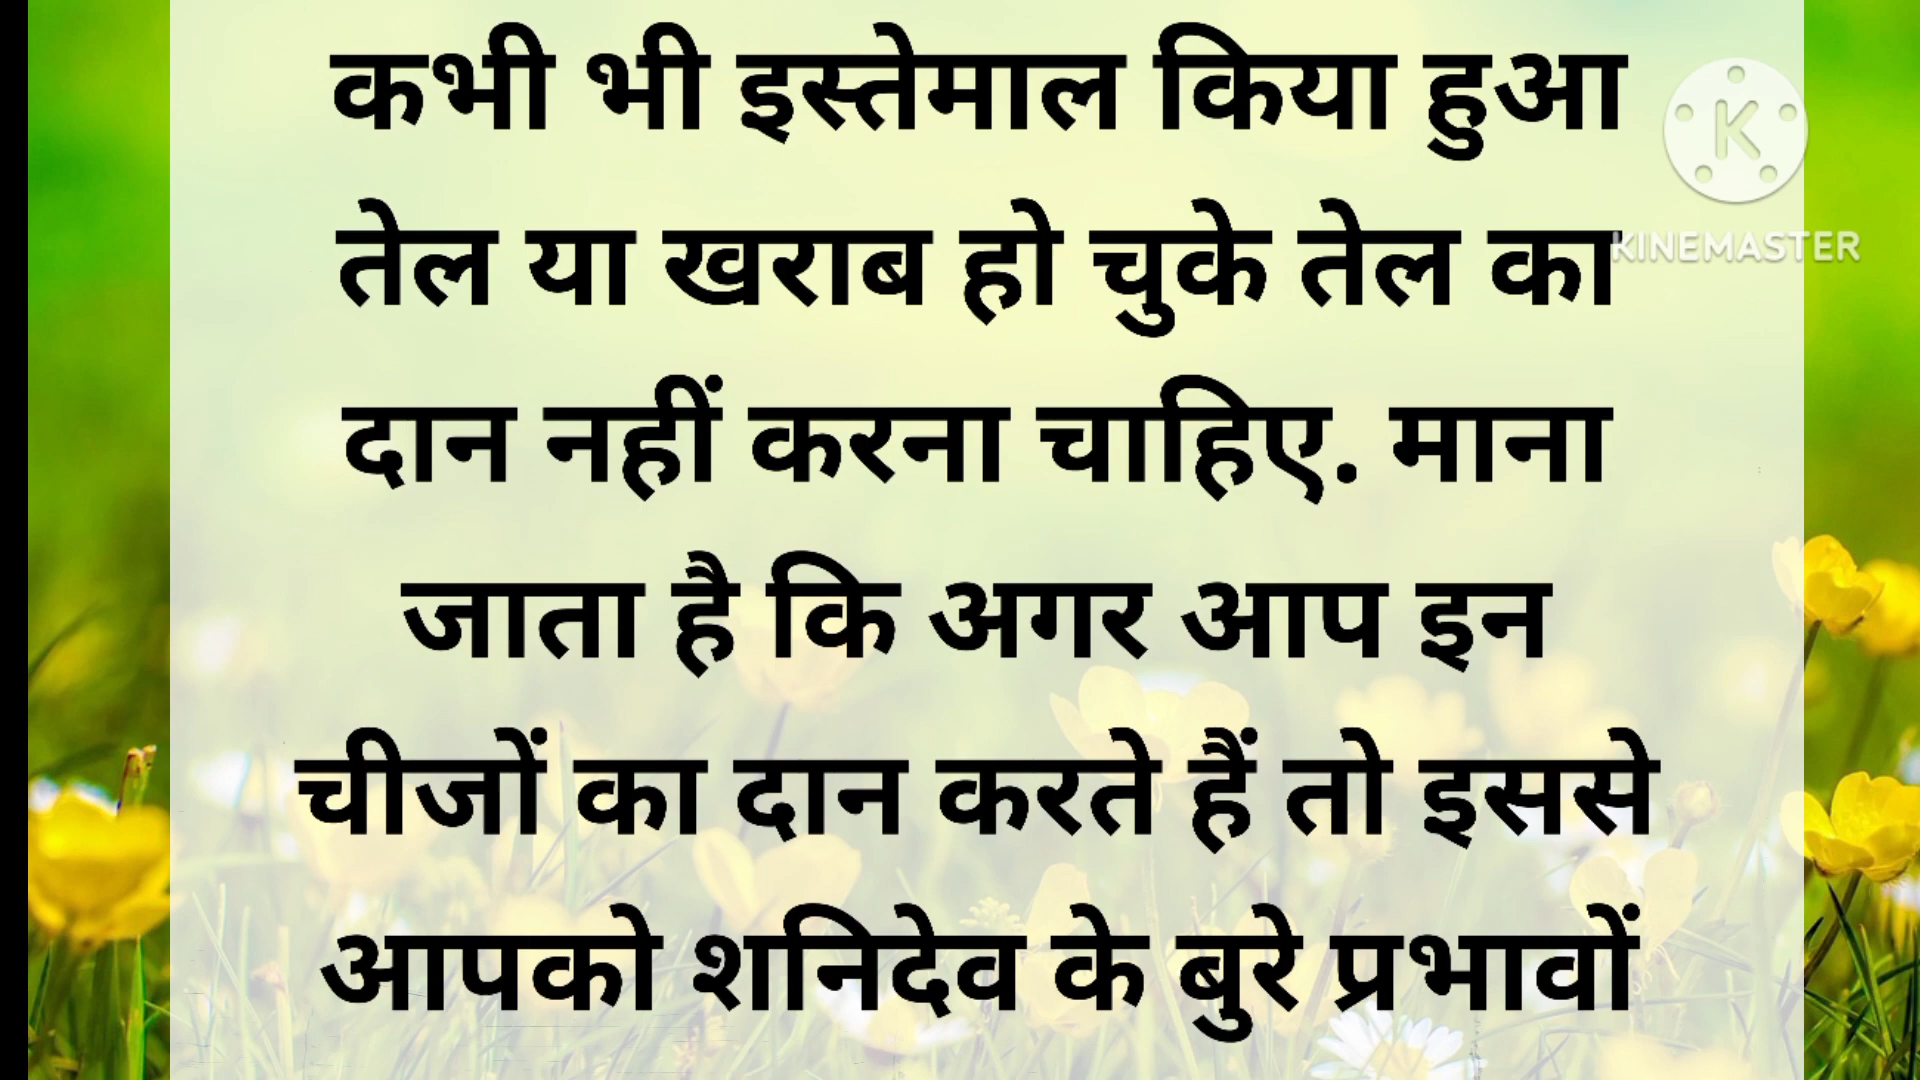 कभी भी इस्तेमाल किया हुआ
तेल या खराब हो चुके तेल का
दान नहीं करना चाहिए. माना
जाता है कि अगर आप इन
चीजों का दान करते हैं तो इससे
आपको शनिदेव के बुरे प्रभावों
K
KINEMASTER